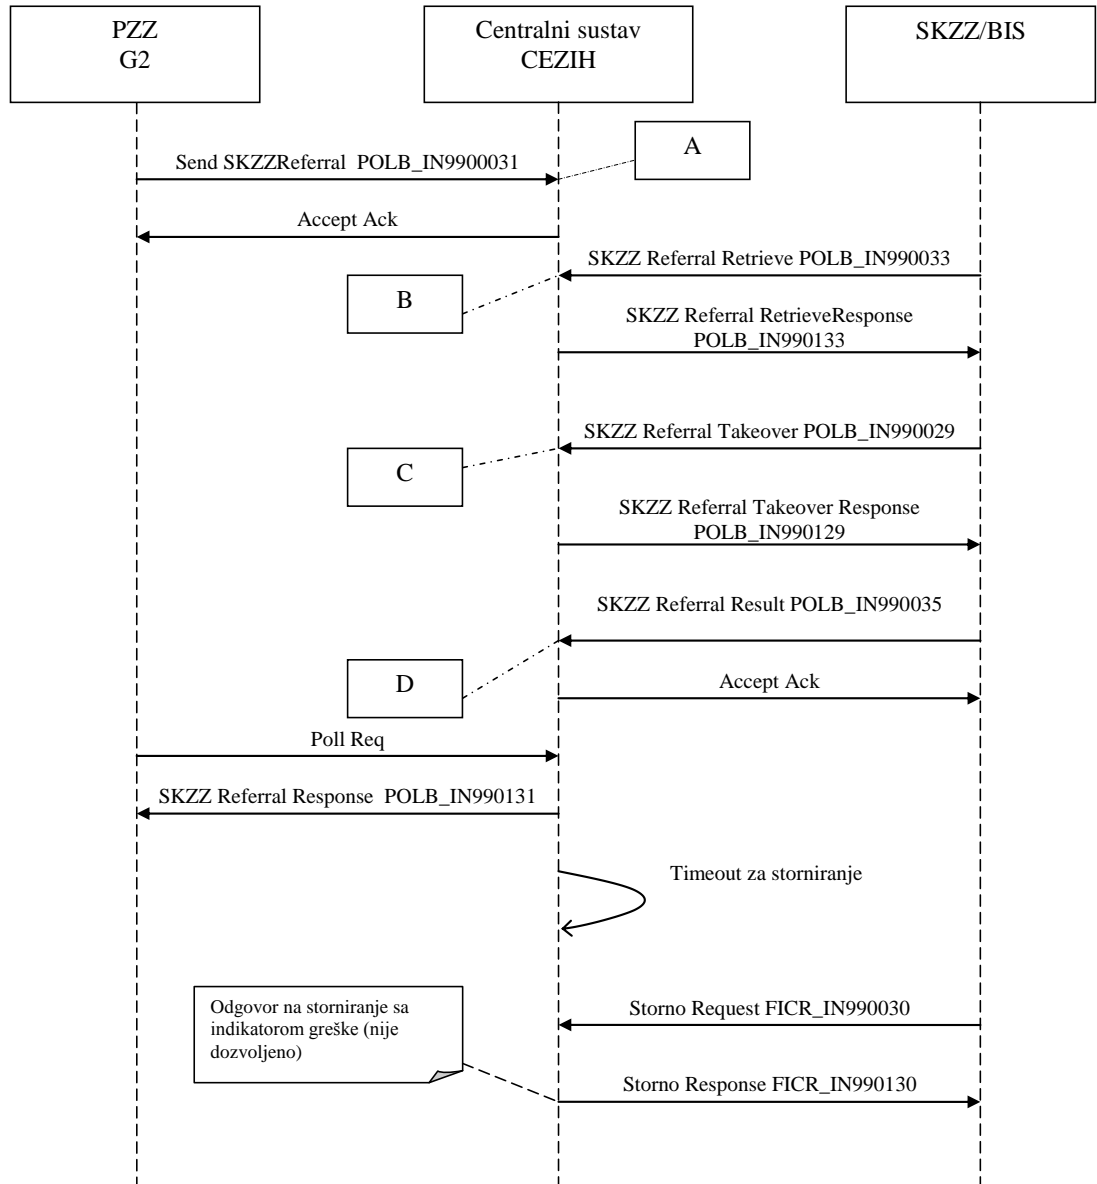 PZZ
G2
Centralni sustav
CEZIH
SKZZ/BIS
A
Send SKZZReferral  POLB_IN9900031
Accept Ack
SKZZ Referral Retrieve POLB_IN990033
B
SKZZ Referral RetrieveResponse
POLB_IN990133
SKZZ Referral Takeover POLB_IN990029
C
SKZZ Referral Takeover Response
POLB_IN990129
SKZZ Referral Result POLB_IN990035
D
Accept Ack
Poll Req
SKZZ Referral Response  POLB_IN990131
Timeout za storniranje
Odgovor na storniranje sa
indikatorom greške (nije
dozvoljeno)
Storno Request FICR_IN990030
Storno Response FICR_IN990130